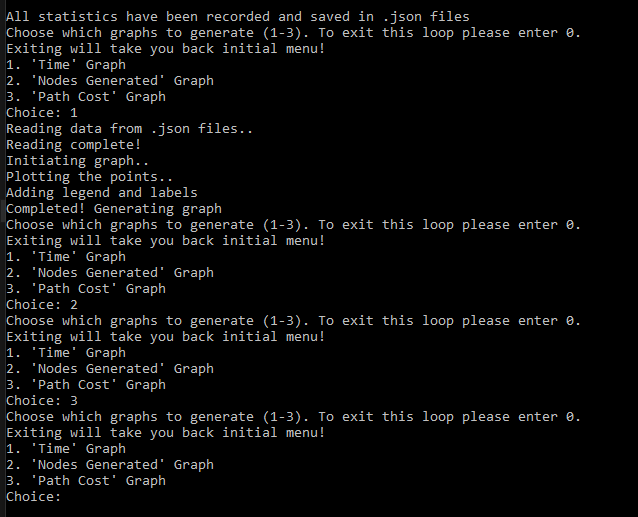 All statistics have been recorded and saved in .json files
Choose which graphs to generate (1-3). To exit this loop please enter 0.
Exiting will take you back initial menu!
1. 'Time' Graph
2. 'Nodes Generated' Graph
3. 'Path Cost' Graph
Choice: 1
Reading data from .json files..
Reading complete!
Initiating graph..
Plotting the points..
Adding legend and labels
Completed! Generating graph
Choose which graphs to generate (1-3). To exit this loop please enter 0.
Exiting will take you back initial menu!
1. 'Time' Graph
2. 'Nodes Generated' Graph
3. 'Path Cost' Graph
Choice: 2
Choose which graphs to generate (1-3). To exit this loop please enter 0.
Exiting will take you back initial menu!
1. 'Time' Graph
2. 'Nodes Generated' Graph
3. 'Path Cost' Graph
Choice: 3
Choose which graphs to generate (1-3). To exit this loop please enter 0.
Exiting will take you back initial menu!
1. 'Time' Graph
2. 'Nodes Generated' Graph
3. 'Path Cost' Graph
Choice: